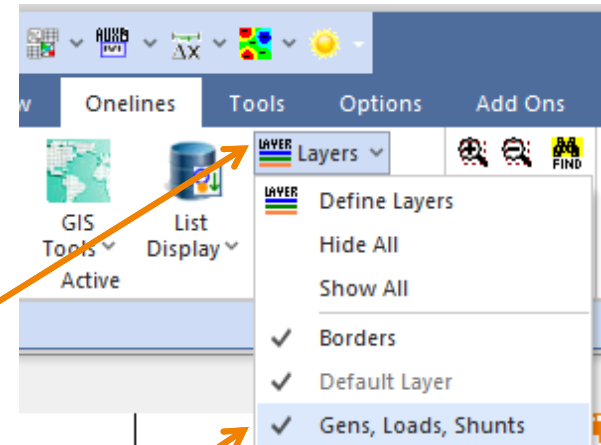 AUXB
Δx
w Onelines Tools Options Add Ons
LAYER Layers
FIND
GIS Tools
List Display
Active
LAYER Define Layers
Hide All
Show All
Borders
Default Layer
Gens, Loads, Shunts